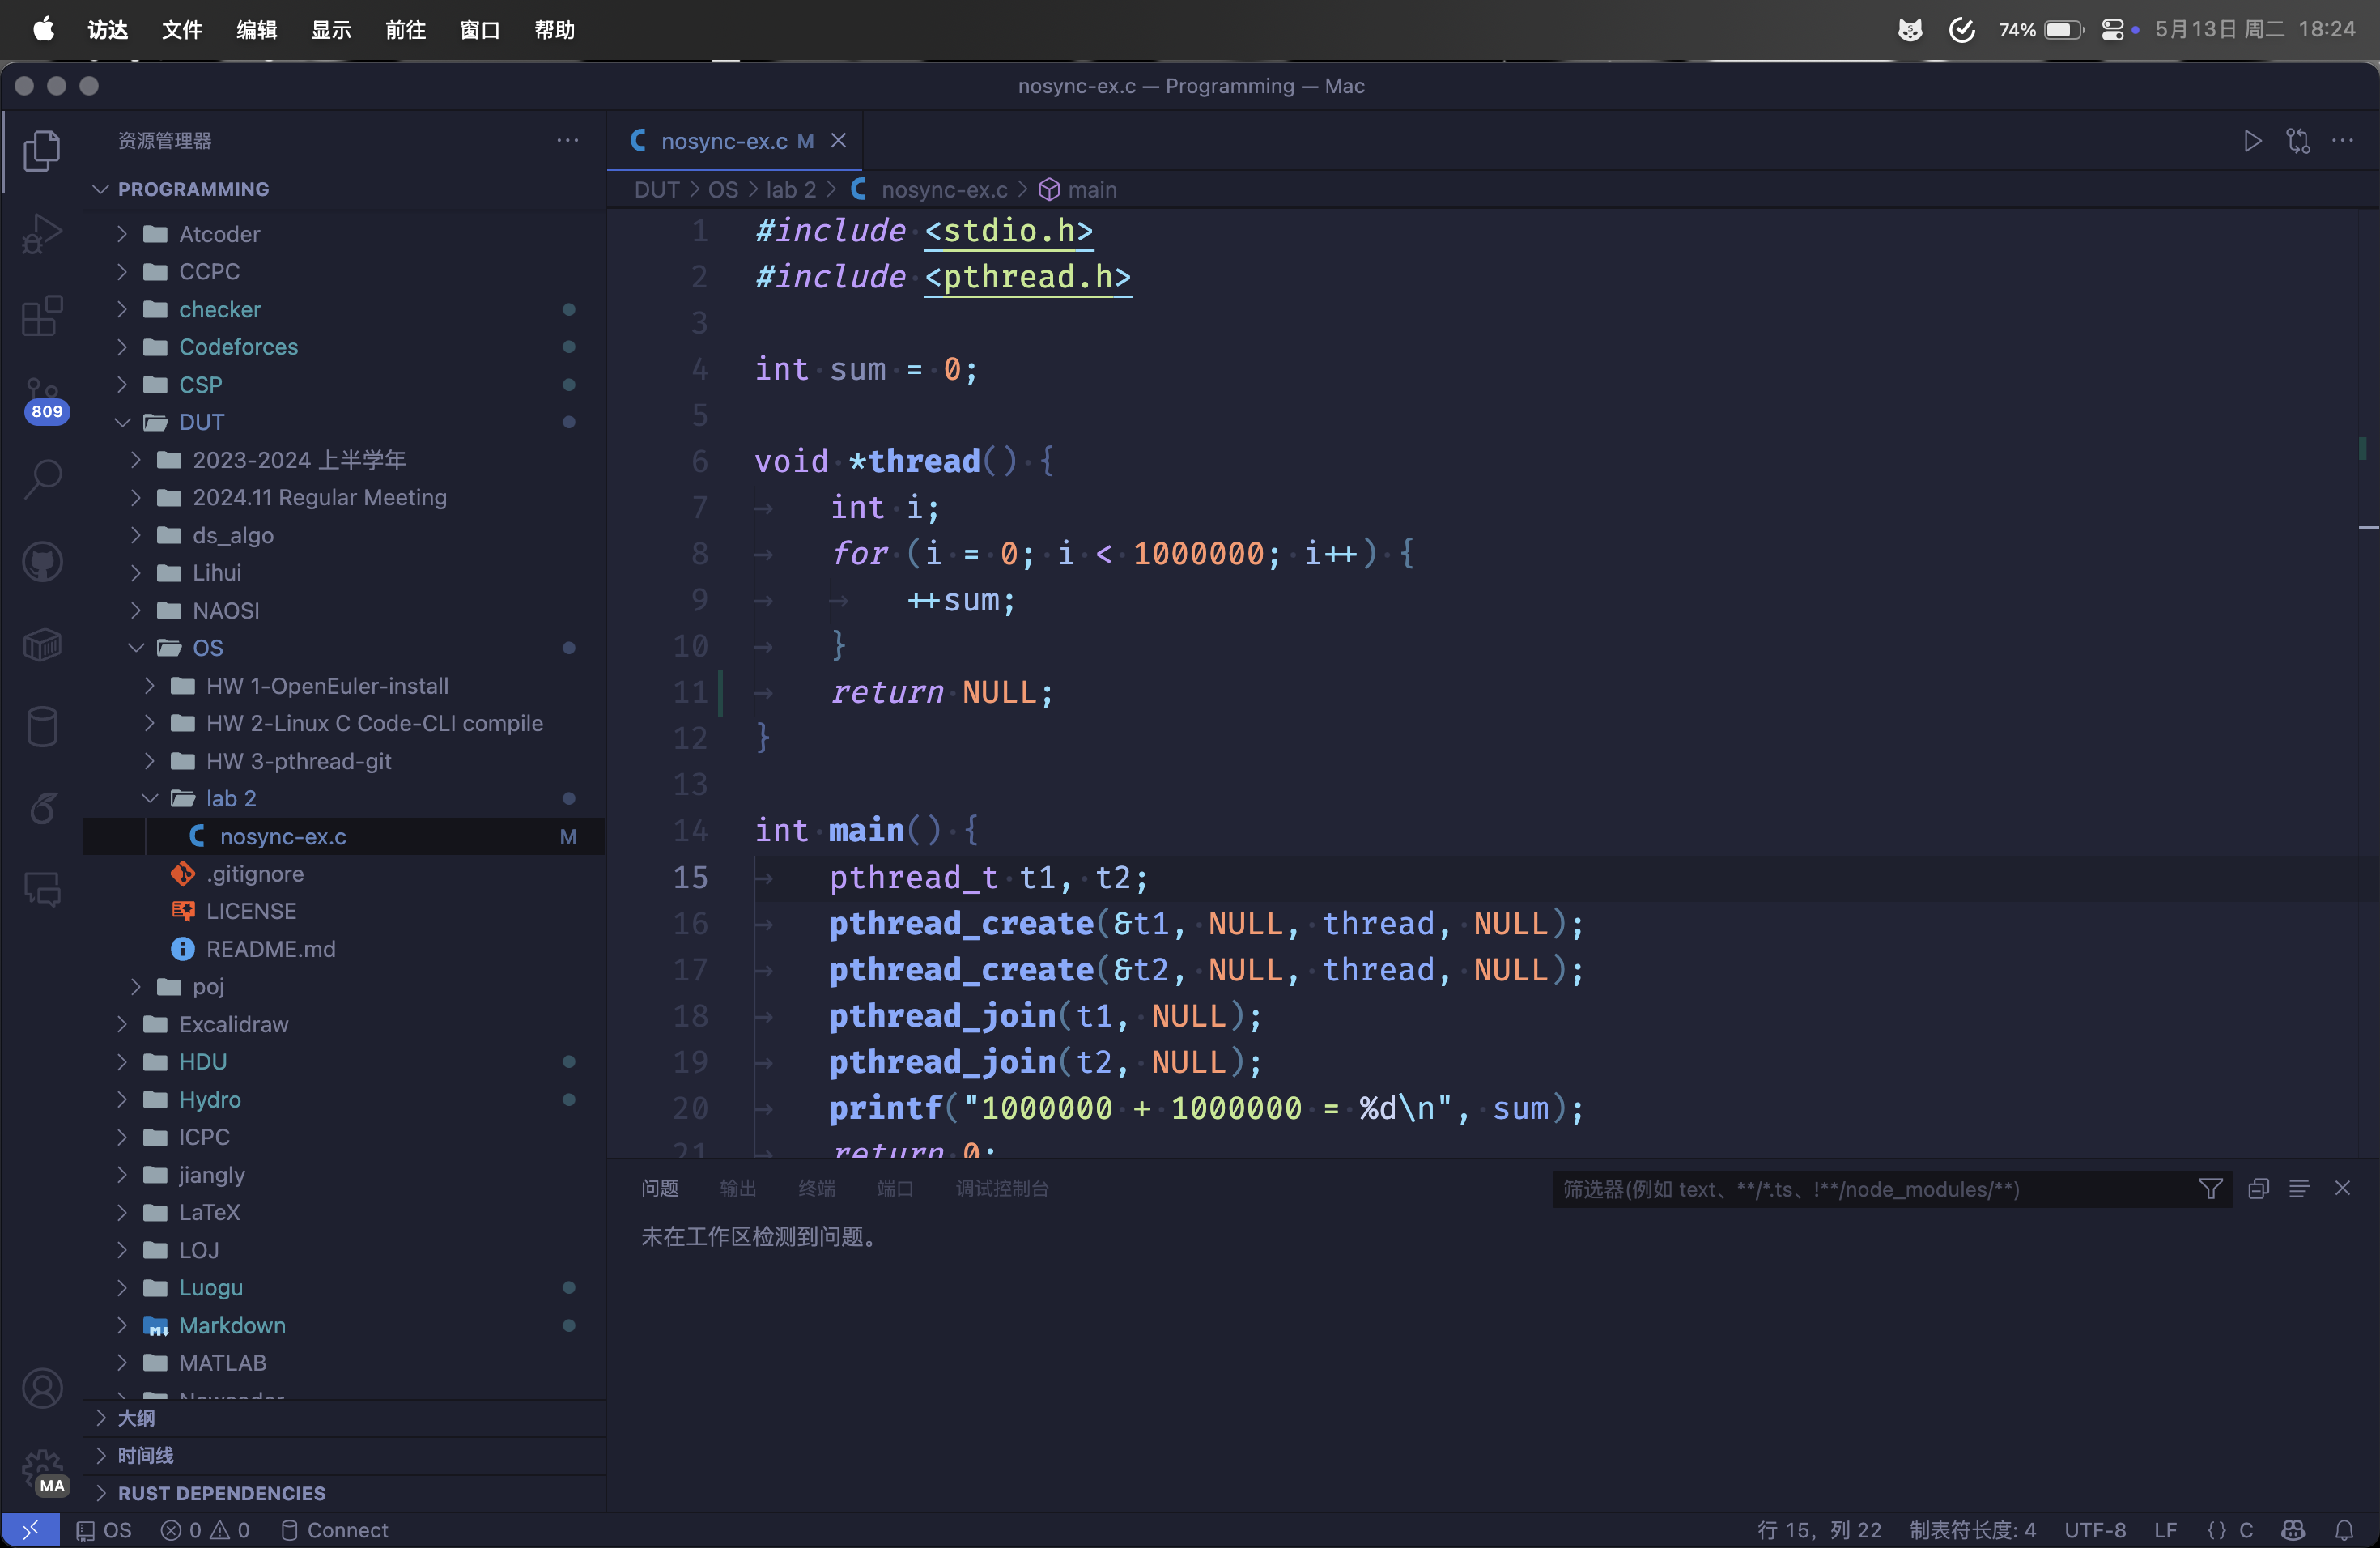 访达 文件 编辑 显示 前往 窗口 帮助 74% 5月13日 周二 18:24
nosync-ex.c — Programming — Mac
资源管理器
nosync-ex.c M
PROGRAMMING
DUT > OS > lab 2 > nosync-ex.c > main
Atcoder
CCPC
checker
Codeforces
CSP
809
DUT
2023-2024 上半学年
2024.11 Regular Meeting
ds_algo
Lihui
NAOSI
OS
HW 1-OpenEuler-install
HW 2-Linux C Code-CLI compile
HW 3-pthread-git
lab 2
nosync-ex.c M
.gitignore
LICENSE
README.md
poj
Excalidraw
HDU
Hydro
ICPC
jiangly
LaTeX
LOJ
Luogu
Markdown
MATLAB
大纲
时间线
MA
RUST DEPENDENCIES
1 #include <stdio.h>
2 #include <pthread.h>
3
4 int sum = 0;
5
6 void *thread() {
7 int i;
8 for (i = 0; i < 1000000; i++) {
9 ++sum;
10 }
11 return NULL;
12 }
13
14 int main() {
15 pthread_t t1, t2;
16 pthread_create(&t1, NULL, thread, NULL);
17 pthread_create(&t2, NULL, thread, NULL);
18 pthread_join(t1, NULL);
19 pthread_join(t2, NULL);
20 printf("1000000 + 1000000 = %d\n", sum);
21 return 0;
问题 输出 终端 端口 调试控制台 筛选器(例如 text、**/*.ts、!**/node_modules/**)
未在工作区检测到问题。
OS 0 0 Connect 行 15，列 22 制表符长度: 4 UTF-8 LF {} C